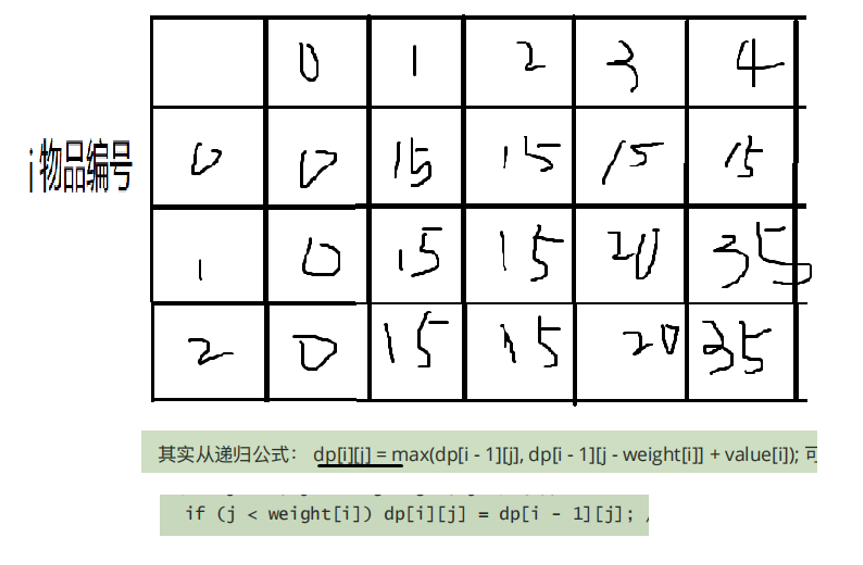 0 1 2 3 4
i 物品编号
0 0 15 15 15 15
1 0 15 15 20 35
2 0 15 15 20 35
其实从递归公式: dp[i][j] = max(dp[i - 1][j], dp[i - 1][j - weight[i]] + value[i]); 可
if (j < weight[i]) dp[i][j] = dp[i - 1][j]; /